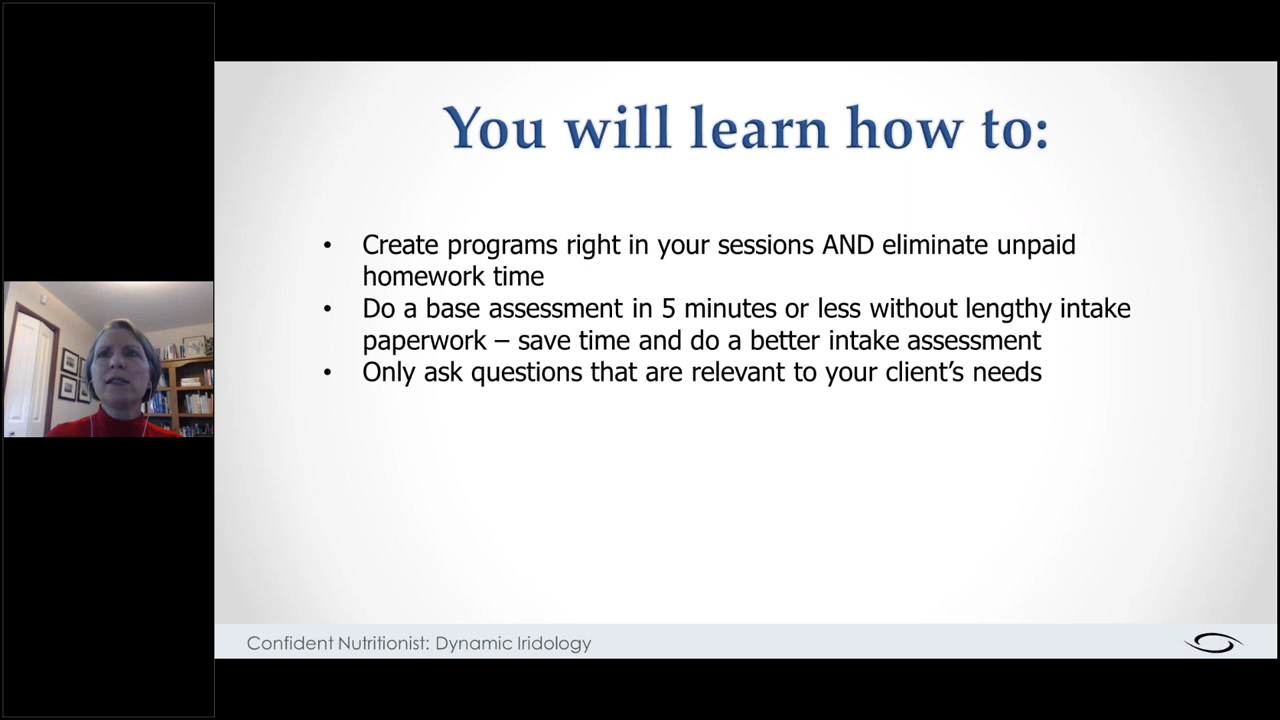 You will learn how to:
• Create programs right in your sessions AND eliminate unpaid
homework time
• Do a base assessment in 5 minutes or less without lengthy intake
paperwork – save time and do a better intake assessment
• Only ask questions that are relevant to your client’s needs
Confident Nutritionist: Dynamic Iridology